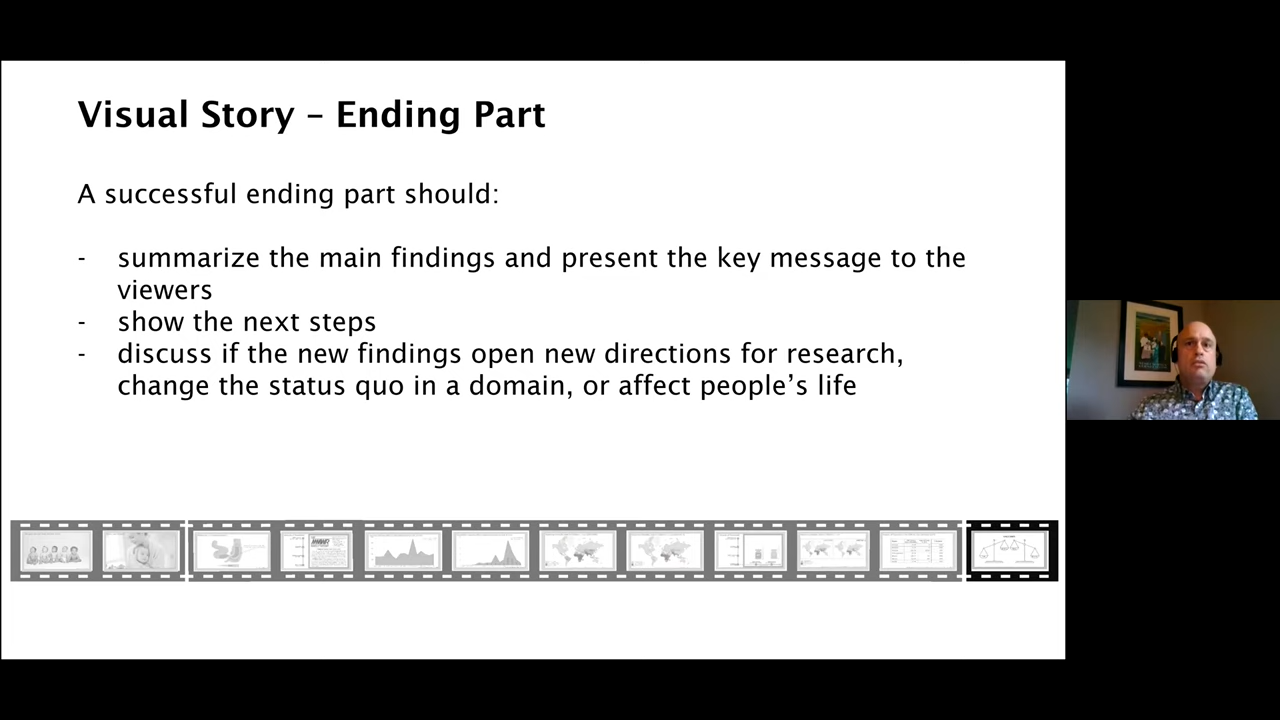 Visual Story – Ending Part
A successful ending part should:
- summarize the main findings and present the key message to the
viewers
- show the next steps
- discuss if the new findings open new directions for research,
change the status quo in a domain, or affect people’s life